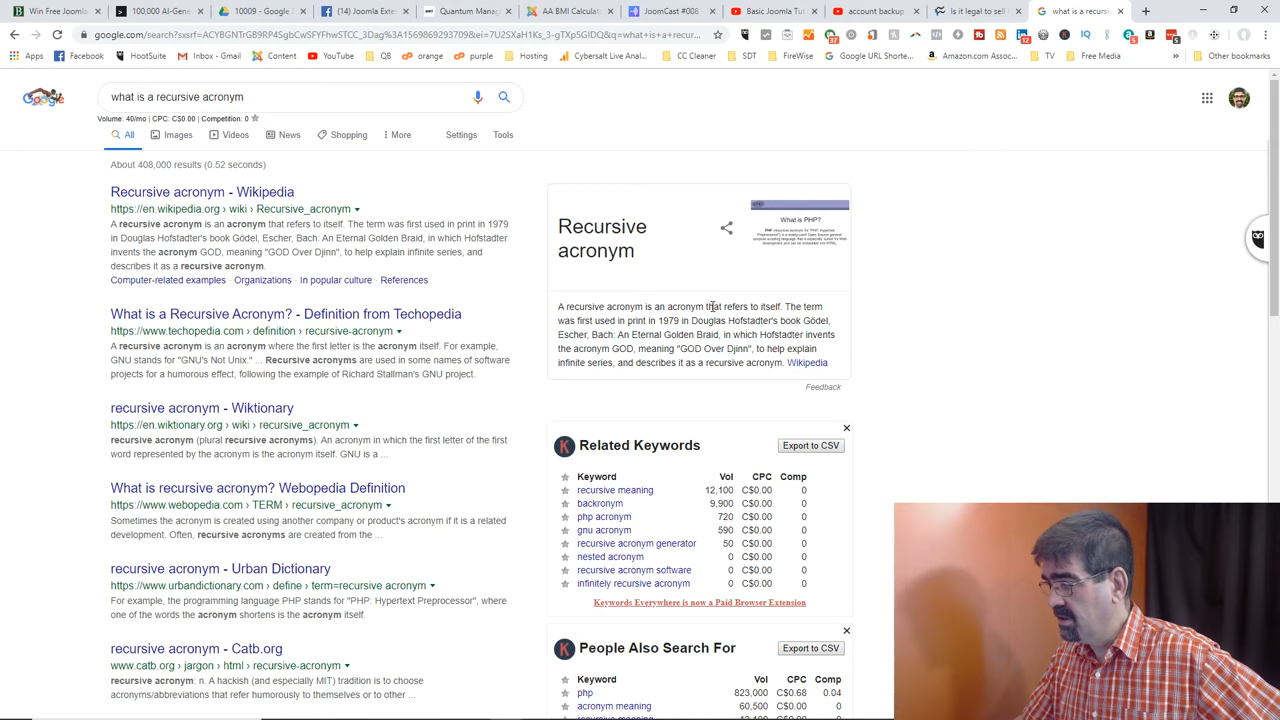 Win Free Joomla
100,000 AI-Gene
10009 - Google
(14) Joomla Exten
Quantum Manag
AA BMI Calculat
JoomCast #008
Basic Joomla Tut
account backup
Is it legal to sell
what is a recurs
google.com/search?sxsrf=ACYBGNTrG
q=what+is+a+recur...
Apps
Facebook
GrootSuite
Inbox - Gmail
Content
YouTube
QB
orange
purple
Hosting
Cybersalt Live Anal...
CC Cleaner
SDT
FireWise
Google URL Shorte...
Amazon.com Assoc...
TV
Free Media
»
Other bookmarks
what is a recursive acronym
Volume: 40/mo | CPC: C$0.00 | Competition: 0
All
Images
Videos
News
Shopping
More
Settings
Tools
About 408,000 results (0.52 seconds)
Recursive acronym - Wikipedia
https://en.wikipedia.org › wiki › Recursive_acronym
A recursive acronym is an acronym that refers to itself. The term was first used in print in 1979
in Douglas Hofstadter's book Gödel, Escher, Bach: An Eternal Golden Braid, in which Hofstadter
invents the acronym GOD, meaning "GOD Over Djinn", to help explain infinite series, and
describes it as a recursive acronym.
Computer-related examples · Organizations · In popular culture · References
What is a Recursive Acronym? - Definition from Techopedia
https://www.techopedia.com › definition › recursive-acronym
A recursive acronym is an acronym where the first letter is the acronym itself. For example,
GNU stands for "GNU's Not Unix." ... Recursive acronyms are used in some names of software
projects for a humorous effect, following the example of Richard Stallman's GNU project.
recursive acronym - Wiktionary
https://en.wiktionary.org › wiki › recursive_acronym
recursive acronym (plural recursive acronyms). An acronym in which the first letter of the first
word represented by the acronym is the acronym itself. GNU is a ...
What is recursive acronym? Webopedia Definition
https://www.webopedia.com › TERM › recursive_acronym
Sometimes the acronym is created using another company or product's acronym if it is a related
development. Often, recursive acronyms are created from the ...
recursive acronym - Urban Dictionary
https://www.urbandictionary.com › define › term=recursive acronym
For example, the programming language PHP stands for "PHP: Hypertext Preprocessor", where
one of the words the acronym shortens is the acronym itself.
recursive acronym - Catb.org
www.catb.org › jargon › html › recursive-acronym
recursive acronym: n. A hackish (and especially MIT) tradition is to choose
acronyms/abbreviations that refer humorously to themselves or to other ...
Recursive
acronym
What is PHP?
A recursive acronym is an acronym that refers to itself. The term
was first used in print in 1979 in Douglas Hofstadter's book Gödel,
Escher, Bach: An Eternal Golden Braid, in which Hofstadter invents
the acronym GOD, meaning "GOD Over Djinn", to help explain
infinite series, and describes it as a recursive acronym. Wikipedia
Feedback
K
Related Keywords
Export to CSV
Keyword Vol CPC Comp
recursive meaning 12,100 C$0.00 0
backronym 9,900 C$0.00 0
php acronym 720 C$0.00 0
gnu acronym 590 C$0.00 0
recursive acronym generator 50 C$0.00 0
nested acronym 0 C$0.00 0
recursive acronym software 0 C$0.00 0
infinitely recursive acronym 0 C$0.00 0
Keywords Everywhere is now a Paid Browser Extension
K
People Also Search For
Export to CSV
Keyword Vol CPC Comp
php 823,000 C$0.68 0.04
acronym meaning 60,500 C$0.00 0